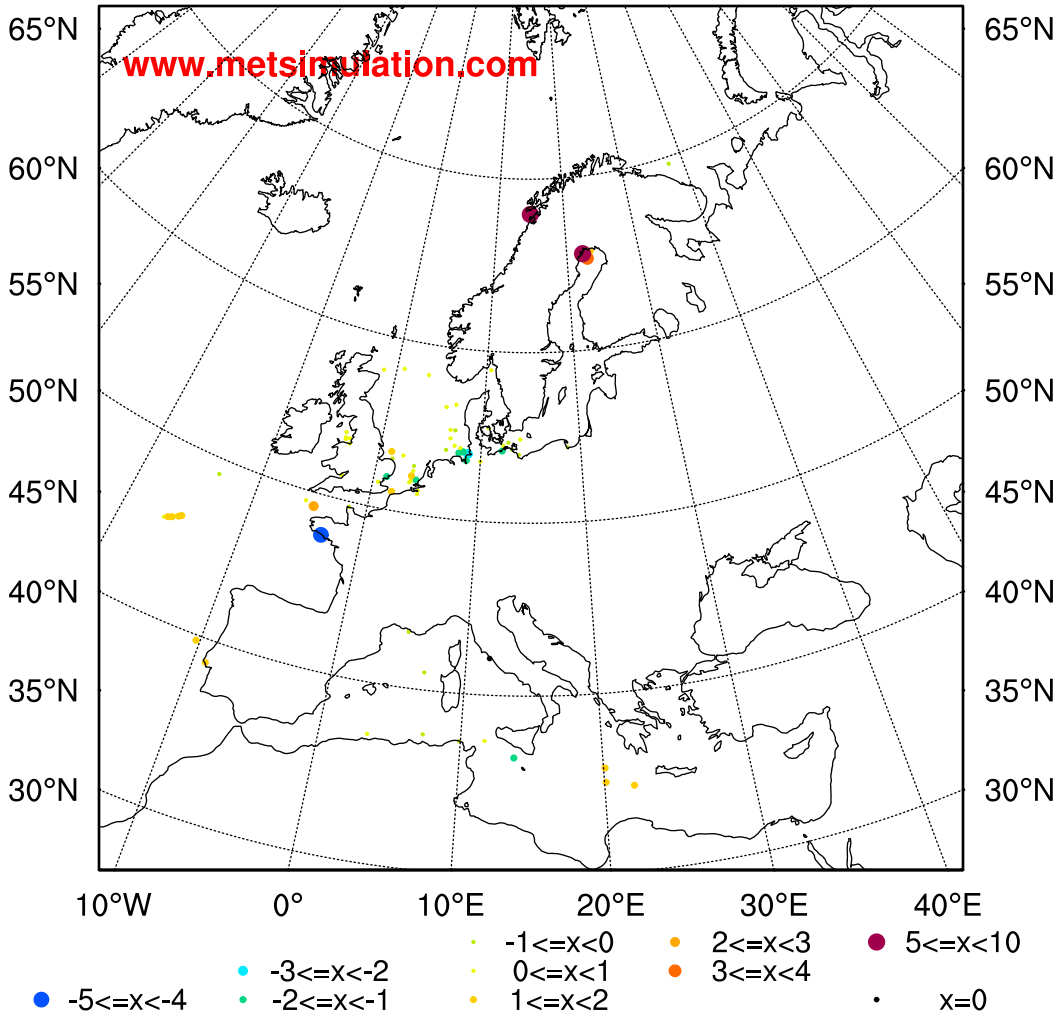 65°N 65°N
www.metsimulation.com
60°N 60°N
55°N 55°N
50°N 50°N
45°N 45°N
40°N 40°N
35°N 35°N
30°N 30°N
10°W 0° 10°E 20°E 30°E 40°E
-1<=x<0 2<=x<3 5<=x<10
-3<=x<-2 0<=x<1 3<=x<4
-5<=x<-4 -2<=x<-1 1<=x<2 x=0